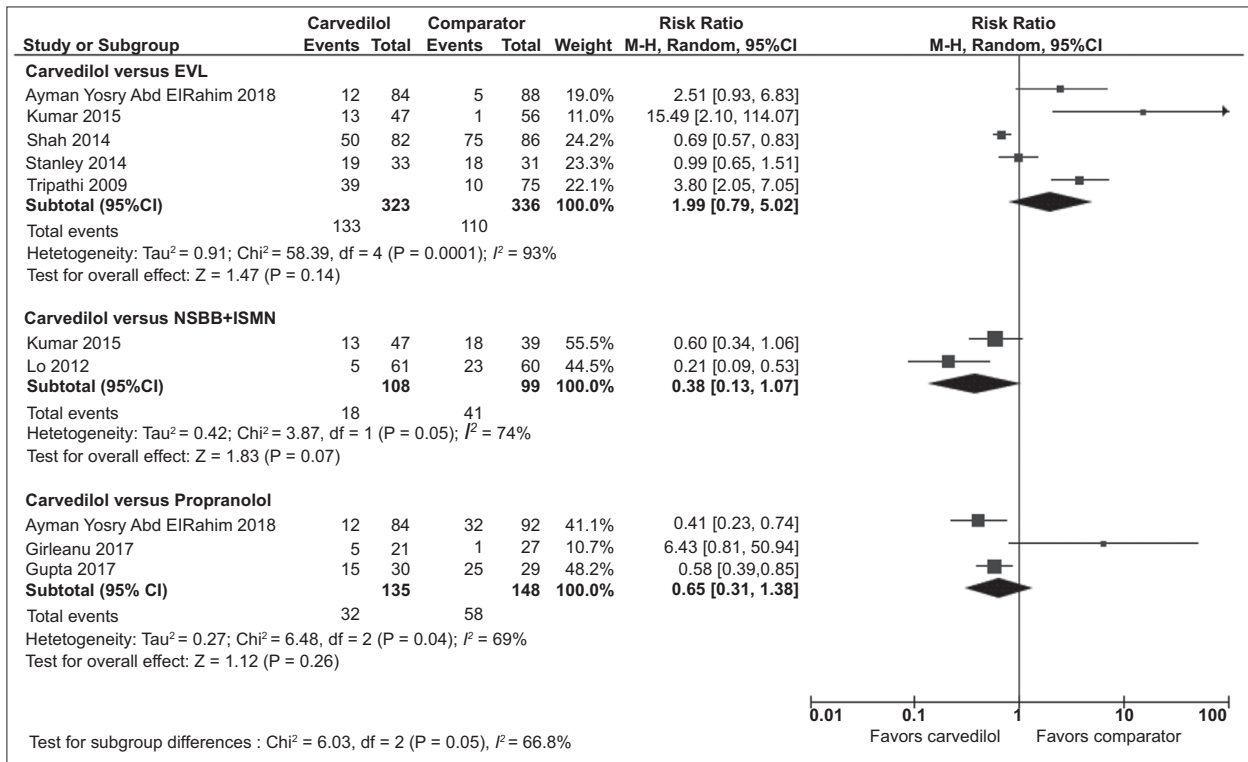 Carvedilol Comparator Risk Ratio Risk Ratio
Study or Subgroup Events Total Events Total Weight M-H, Random, 95%CI M-H, Random, 95%CI
Carvedilol versus EVL
Ayman Yosry Abd ElRahim 2018 12 84 5 88 19.0% 2.51 [0.93, 6.83]
Kumar 2015 13 47 1 56 11.0% 15.49 [2.10, 114.07]
Shah 2014 50 82 75 86 24.2% 0.69 [0.57, 0.83]
Stanley 2014 19 33 18 31 23.3% 0.99 [0.65, 1.51]
Tripathi 2009 39 10 75 22.1% 3.80 [2.05, 7.05]
Subtotal (95%CI) 323 336 100.0% 1.99 [0.79, 5.02]
Total events 133 110
Hetetogeneity: Tau² = 0.91; Chi² = 58.39, df = 4 (P = 0.0001); I² = 93%
Test for overall effect: Z = 1.47 (P = 0.14)
Carvedilol versus NSBB+ISMN
Kumar 2015 13 47 18 39 55.5% 0.60 [0.34, 1.06]
Lo 2012 5 61 23 60 44.5% 0.21 [0.09, 0.53]
Subtotal (95%CI) 108 99 100.0% 0.38 [0.13, 1.07]
Total events 18 41
Hetetogeneity: Tau² = 0.42; Chi² = 3.87, df = 1 (P = 0.05); I² = 74%
Test for overall effect: Z = 1.83 (P = 0.07)
Carvedilol versus Propranolol
Ayman Yosry Abd ElRahim 2018 12 84 32 92 41.1% 0.41 [0.23, 0.74]
Girleanu 2017 5 21 1 27 10.7% 6.43 [0.81, 50.94]
Gupta 2017 15 30 25 29 48.2% 0.58 [0.39,0.85]
Subtotal (95% CI) 135 148 100.0% 0.65 [0.31, 1.38]
Total events 32 58
Hetetogeneity: Tau² = 0.27; Chi² = 6.48, df = 2 (P = 0.04); I² = 69%
Test for overall effect: Z = 1.12 (P = 0.26)
0.01 0.1 1 10 100
Test for subgroup differences : Chi² = 6.03, df = 2 (P = 0.05), I² = 66.8% Favors carvedilol Favors comparator